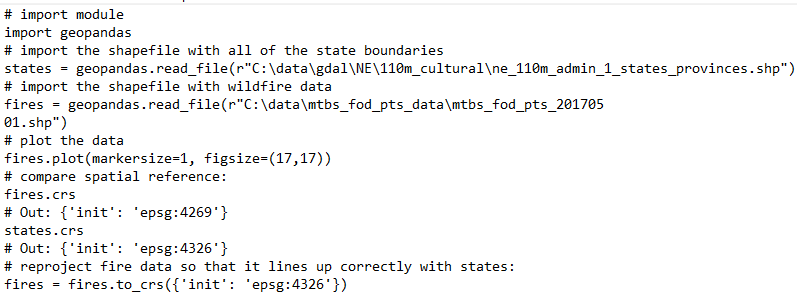 # import module
import geopandas
# import the shapefile with all of the state boundaries
states = geopandas.read_file(r"C:\data\gdal\NE\110m_cultural\ne_110m_admin_1_states_provinces.shp")
# import the shapefile with wildfire data
fires = geopandas.read_file(r"C:\data\mtbs_fod_pts_data\mtbs_fod_pts_201705
01.shp")
# plot the data
fires.plot(markersize=1, figsize=(17,17))
# compare spatial reference:
fires.crs
# Out: {'init': 'epsg:4269'}
states.crs
# Out: {'init': 'epsg:4326'}
# reproject fire data so that it lines up correctly with states:
fires = fires.to_crs({'init': 'epsg:4326'})